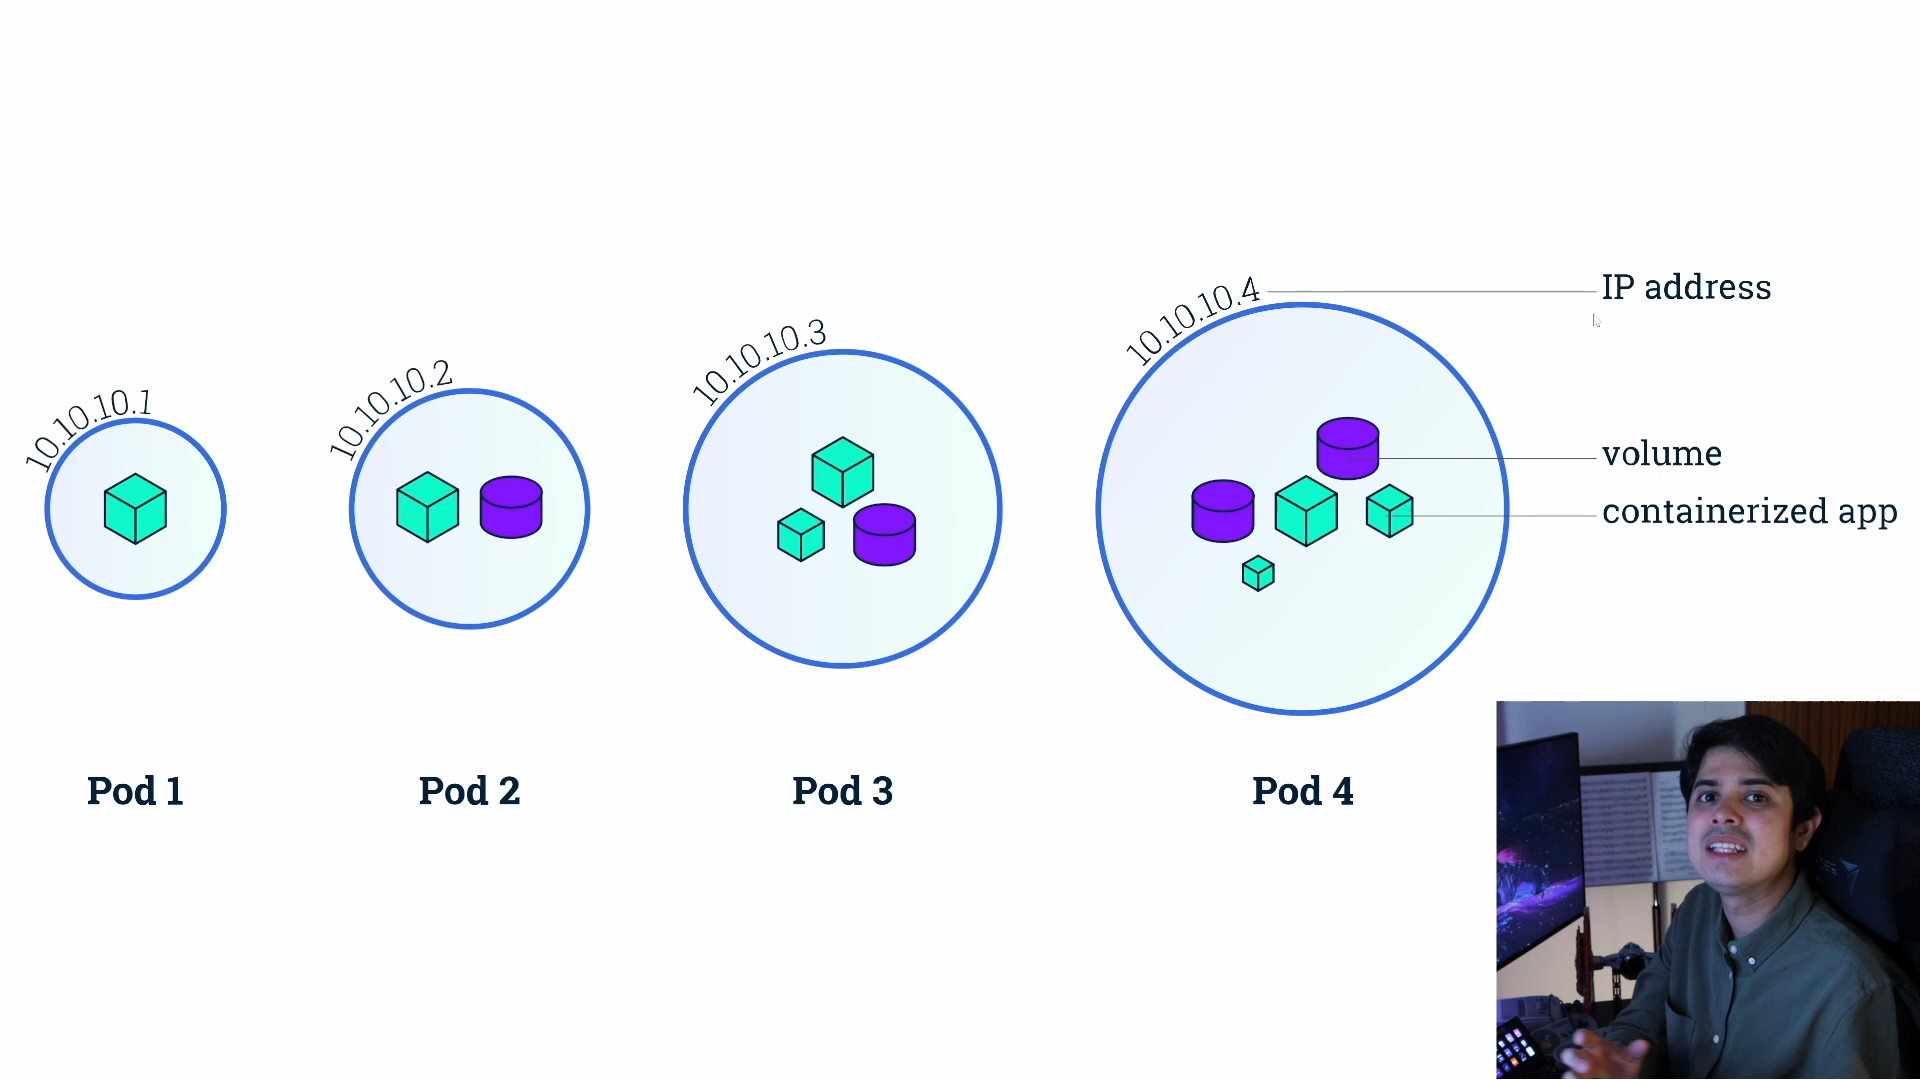 10.10.10.1
10.10.10.2
10.10.10.3
10.10.10.4
IP address
volume
containerized app
Pod 1
Pod 2
Pod 3
Pod 4